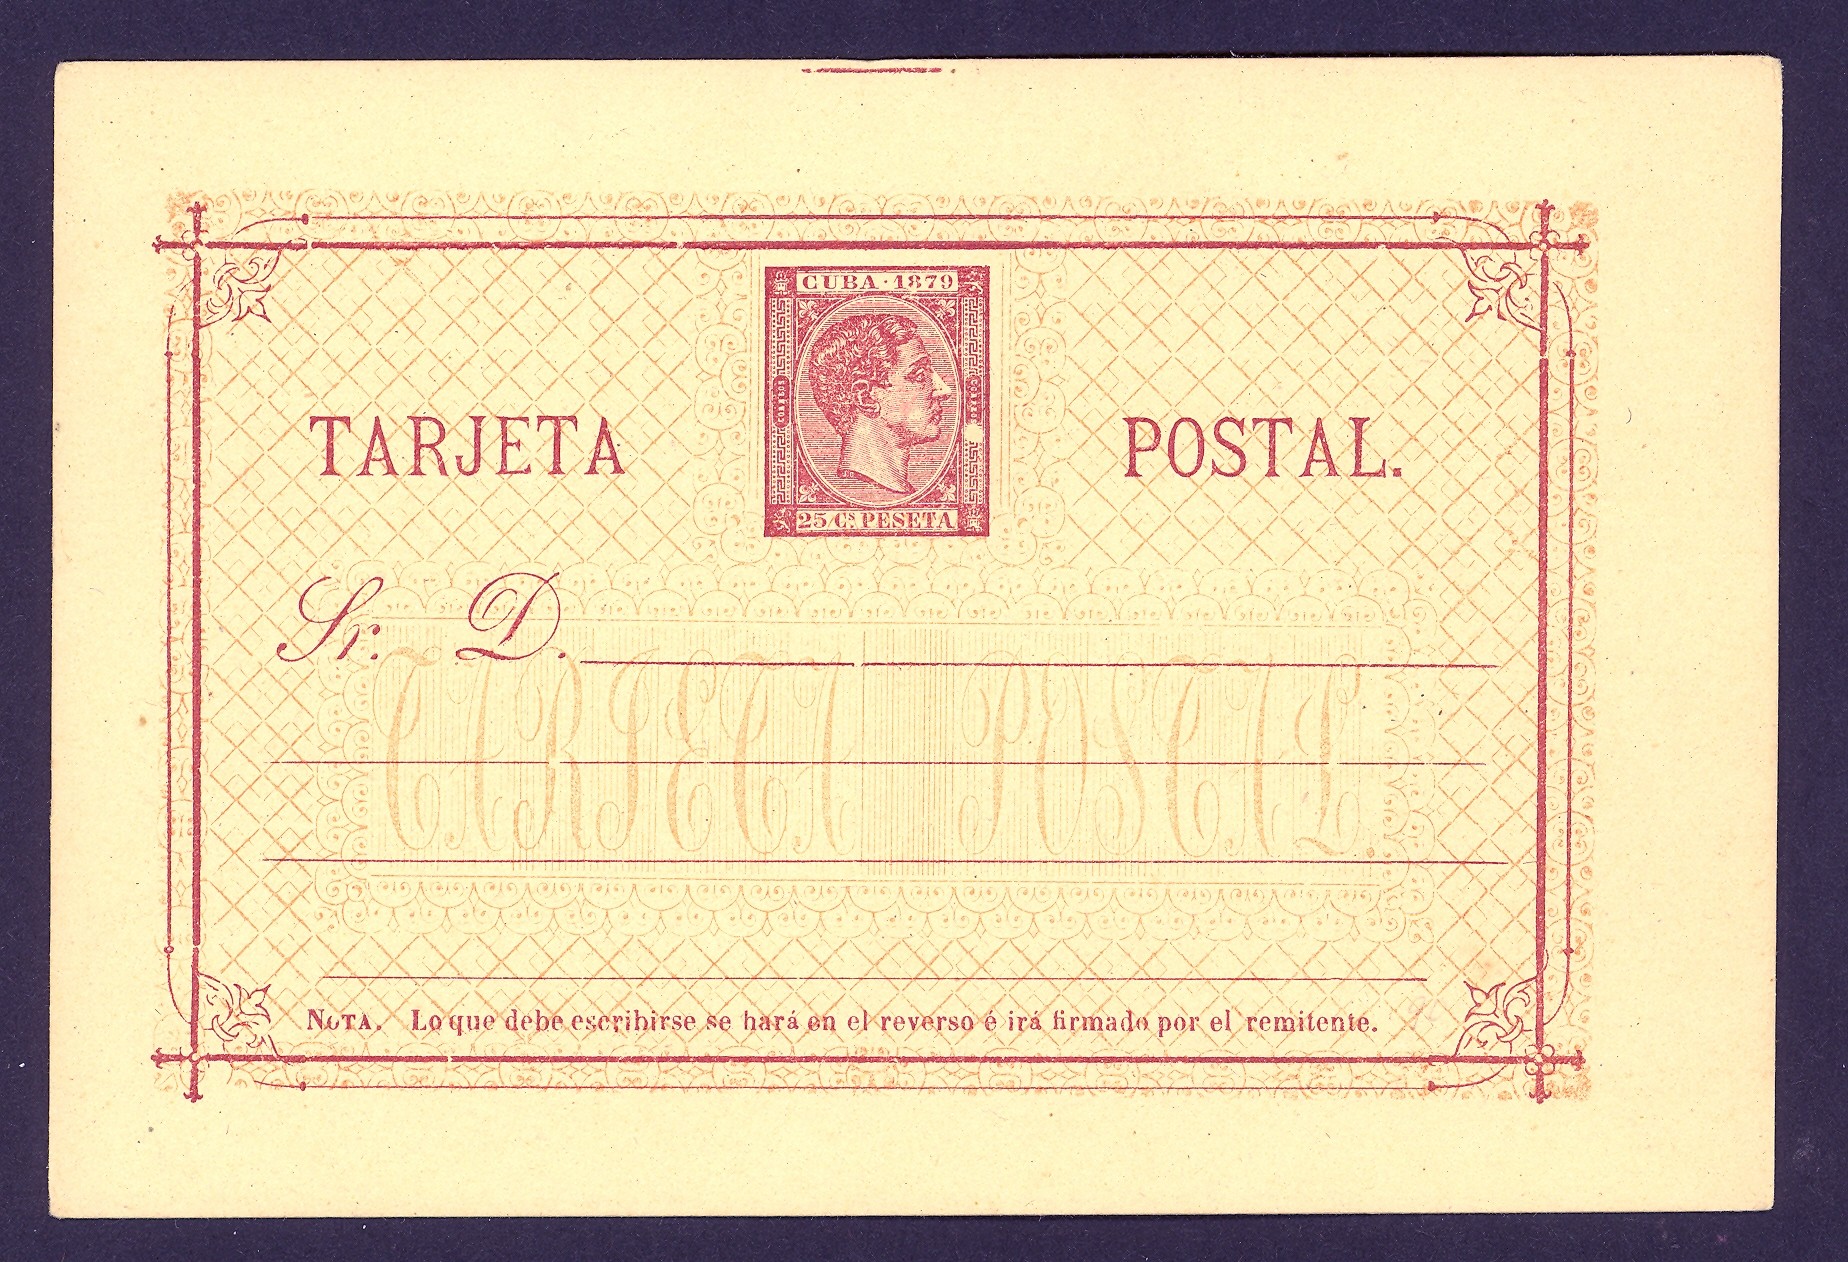 CUBA · 1879
TARJETA POSTAL.
25 Cs. PESETA
Sr. D.
TARJETA POSTAL
NOTA. Lo que debe escribirse se hará en el reverso é irá firmado por el remitente.